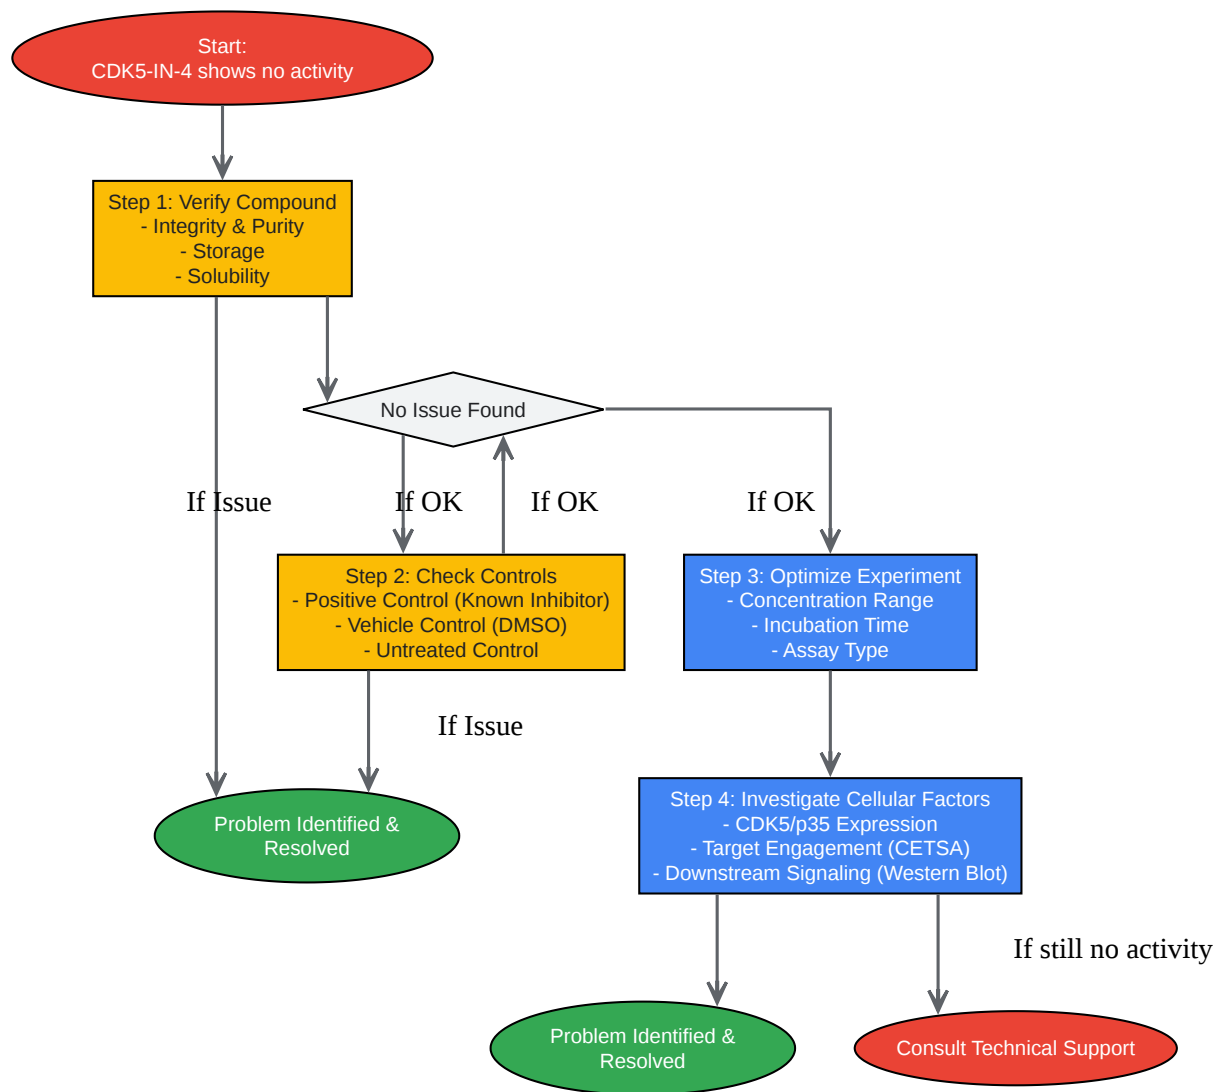 Start:
CDK5-IN-4 shows no activity
Step 1: Verify Compound
- Integrity & Purity
- Storage
- Solubility
No Issue Found
If Issue
If OK
If OK
If OK
Step 2: Check Controls
- Positive Control (Known Inhibitor)
- Vehicle Control (DMSO)
- Untreated Control
Step 3: Optimize Experiment
- Concentration Range
- Incubation Time
- Assay Type
If Issue
Problem Identified &
Resolved
Step 4: Investigate Cellular Factors
- CDK5/p35 Expression
- Target Engagement (CETSA)
- Downstream Signaling (Western Blot)
If still no activity
Problem Identified &
Resolved
Consult Technical Support